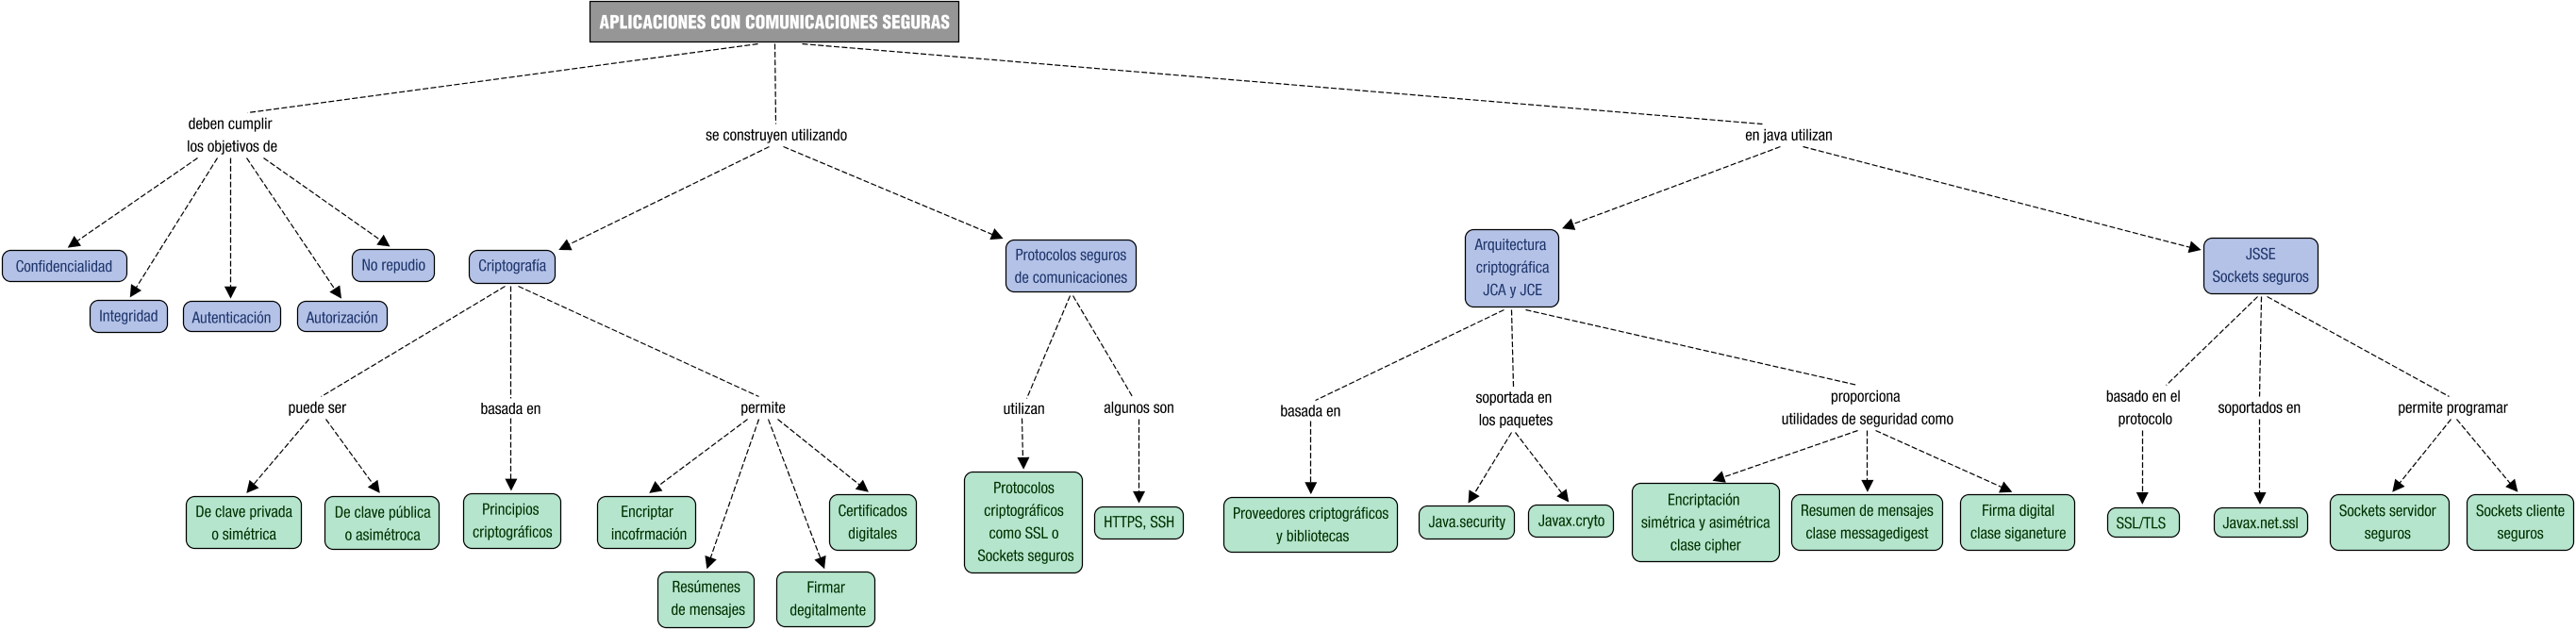 APLICACIONES CON COMUNICACIONES SEGURAS
deben cumplir
los objetivos de
se construyen utilizando
en java utilizan
Confidencialidad
Integridad
Autenticación
Autorización
No repudio
Criptografía
Protocolos seguros
de comunicaciones
Arquitectura
criptográfica
JCA y JCE
JSSE
Sockets seguros
puede ser
basada en
permite
utilizan
algunos son
basada en
soportada en
los paquetes
proporciona
utilidades de seguridad como
basado en el
protocolo
soportados en
permite programar
De clave privada
o simétrica
De clave pública
o asimétroca
Principios
criptográficos
Encriptar
incofrmación
Resúmenes
de mensajes
Firmar
degitalmente
Certificados
digitales
Protocolos
criptográficos
como SSL o
Sockets seguros
HTTPS, SSH
Proveedores criptográficos
y bibliotecas
Java.security
Javax.cryto
Encriptación
simétrica y asimétrica
clase cipher
Resumen de mensajes
clase messagedigest
Firma digital
clase siganeture
SSL/TLS
Javax.net.ssl
Sockets servidor
seguros
Sockets cliente
seguros